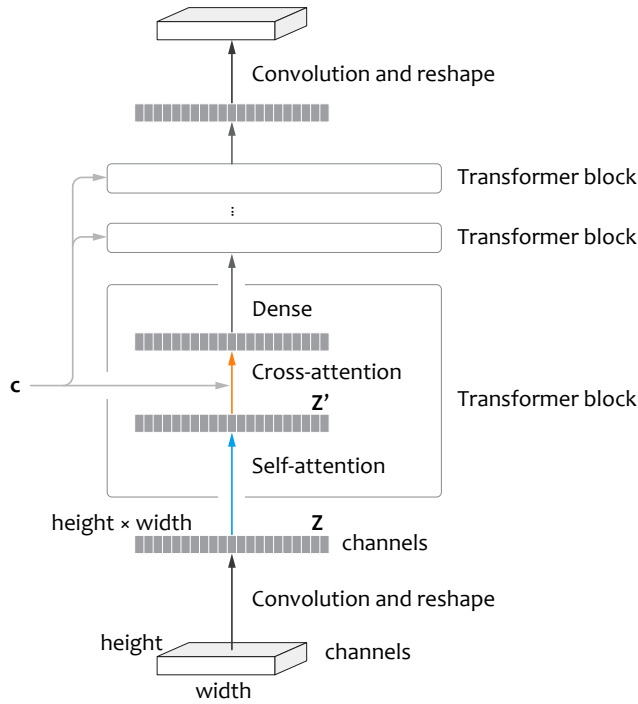 Convolution and reshape
Transformer block
...
Transformer block
Dense
Cross-attention
c
Z'
Transformer block
Self-attention
height × width
Z
channels
Convolution and reshape
height
channels
width